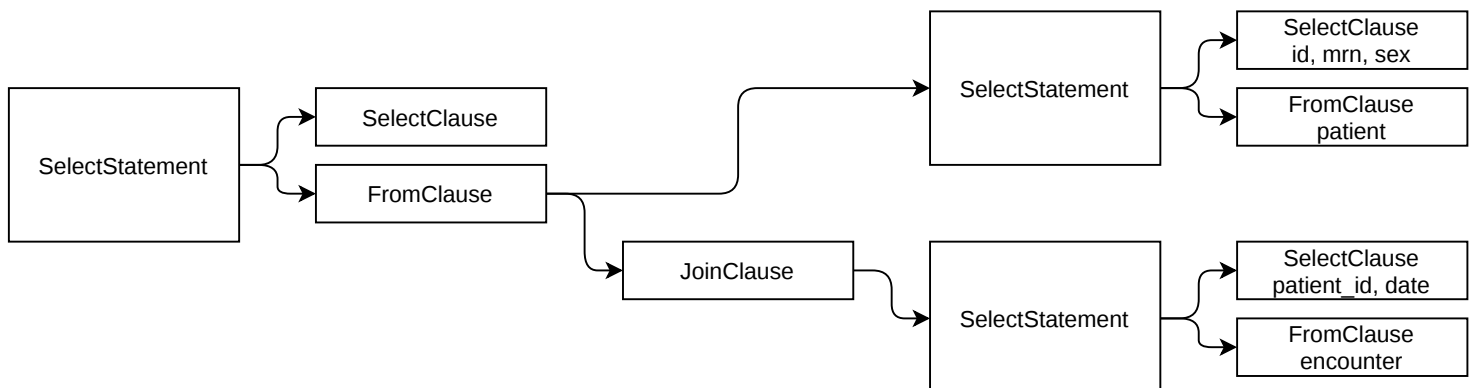 SelectStatement
SelectClause
FromClause
JoinClause
SelectStatement
SelectClause
id, mrn, sex
FromClause
patient
SelectStatement
SelectClause
patient_id, date
FromClause
encounter